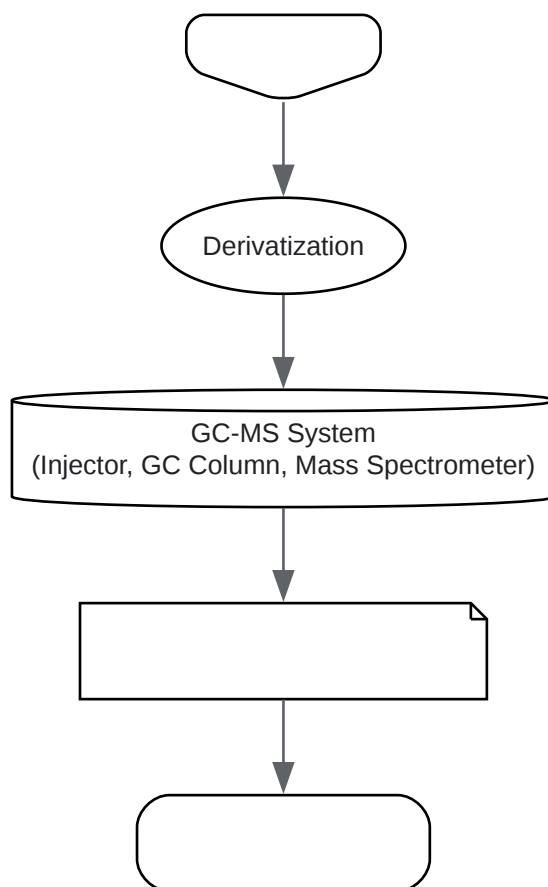 Derivatization
GC-MS System
(Injector, GC Column, Mass Spectrometer)